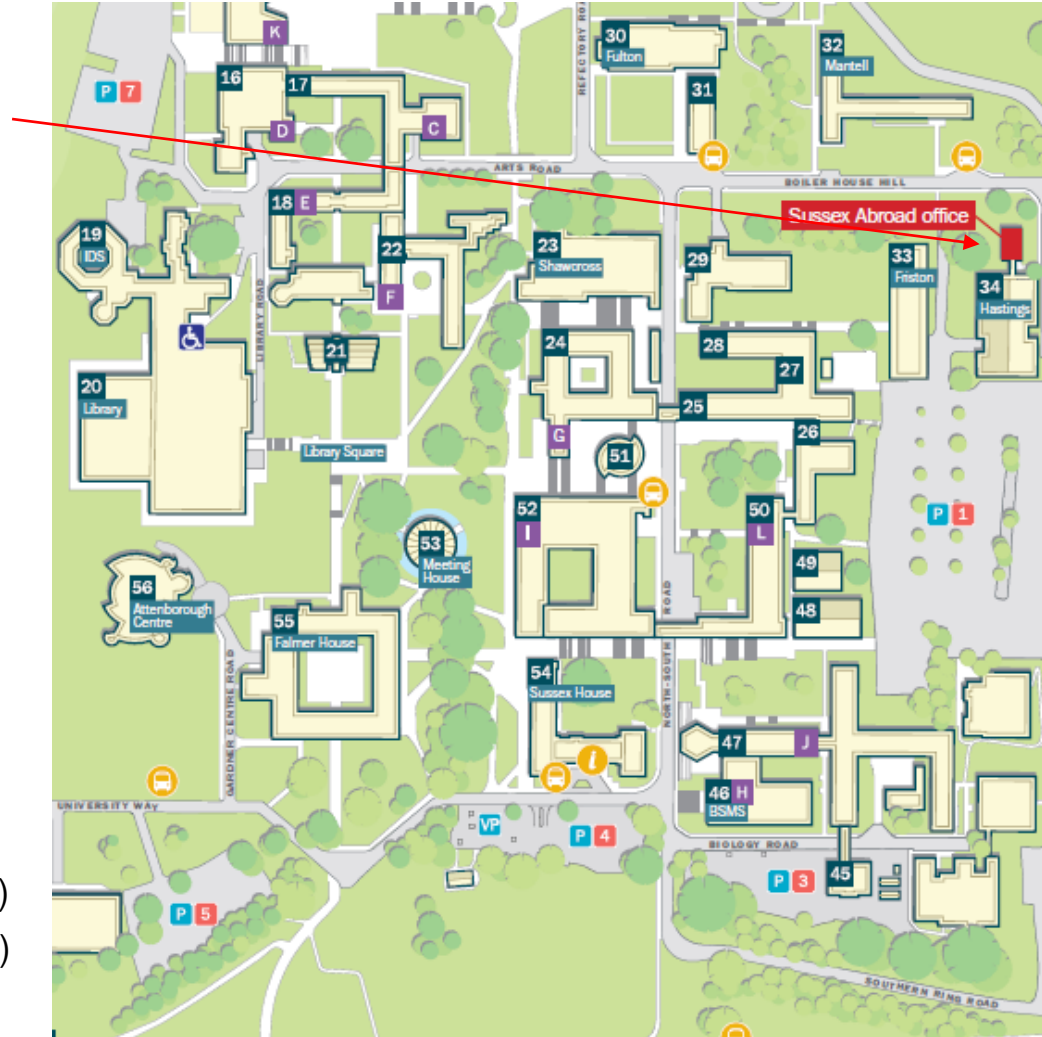 K
30
Fulton
REFECTORY ROA
32
Mantell
16
17
P 7
31
D
C
ARTS ROAD
BOILER HOUSE HILL
18 E
Sussex Abroad office
19
IDS
22
23
Shawcross
29
33
Friston
34
Hastings
F
LIBRARY ROAD
21
24
28
27
20
Library
25
26
G
Library Square
51
52
I
50
L
P 1
53
Meeting
House
49
56
Attenborough
Centre
48
55
Falmer House
ROAD
54
Sussex House
NORTH-SOUTH
GARDNER CENTRE ROAD
47
J
i
46 H
BSMS
UNIVERSITY WAY
VP
P 4
BIOLOGY ROAD
P 3
45
)
P 5
)
SOUTHERN RING ROAD